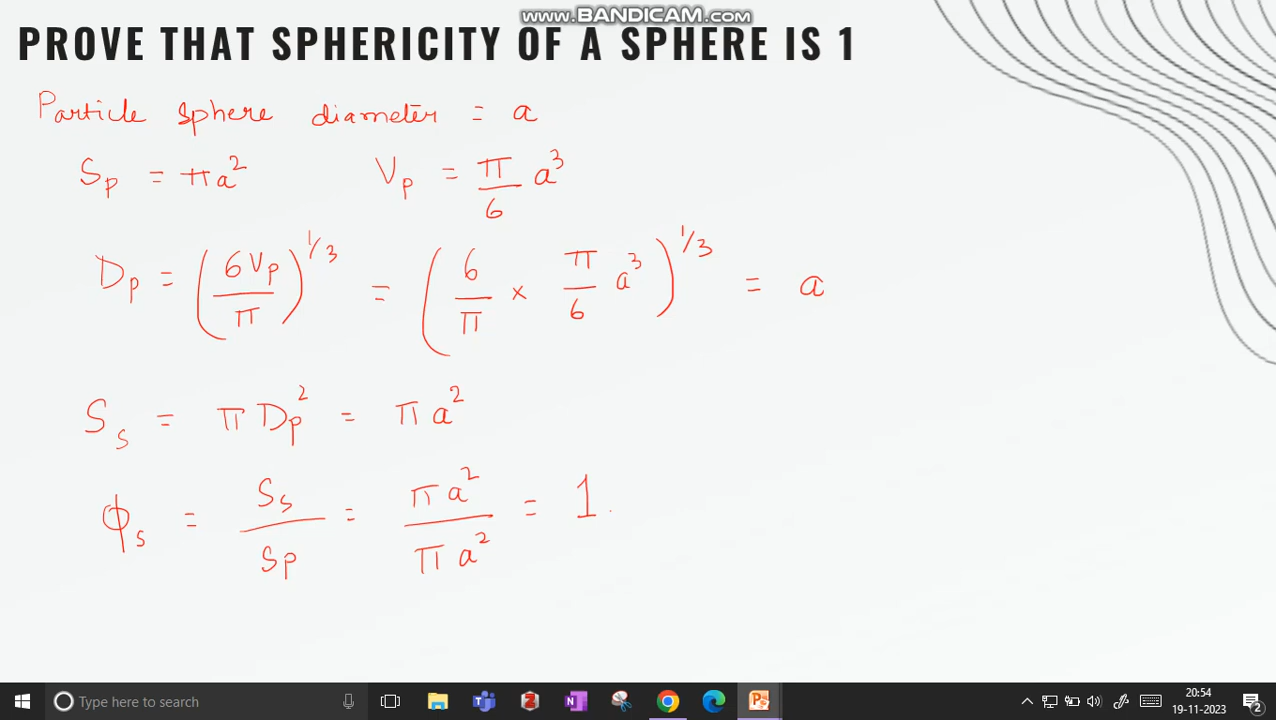 www.BANDICAM.com
PROVE THAT SPHERICITY OF A SPHERE IS 1
Particle sphere diameter = a
Sp = πa² Vp = π/6 a³
Dp = (6Vp/π)^1/3 = (6/π × π/6 a³)^1/3 = a
Ss = πDp² = πa²
ϕs = Ss/Sp = πa²/πa² = 1.
Type here to search
20:54
19-11-2023
2